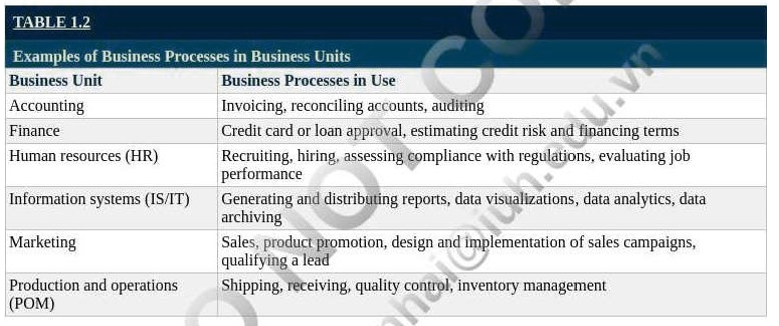 TABLE 1.2
Examples of Business Processes in Business Units
Business Unit Business Processes in Use
Accounting Invoicing, reconciling accounts, auditing
Finance Credit card or loan approval, estimating credit risk and financing terms
Human resources (HR) Recruiting, hiring, assessing compliance with regulations, evaluating job
performance
Information systems (IS/IT) Generating and distributing reports, data visualizations, data analytics, data
archiving
Marketing Sales, product promotion, design and implementation of sales campaigns,
qualifying a lead
Production and operations Shipping, receiving, quality control, inventory management
(POM)